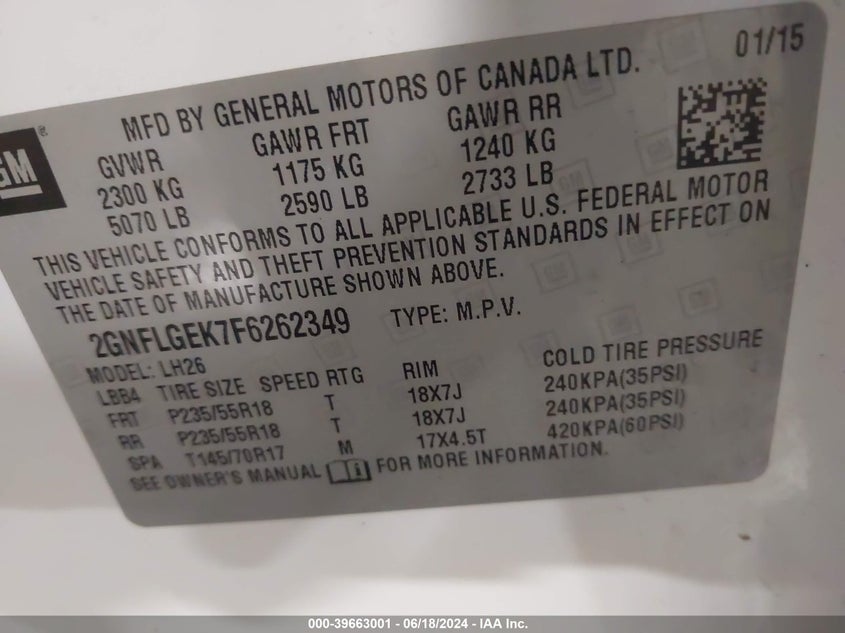 01/15
MFD BY GENERAL MOTORS OF CANADA LTD.
GM ®
GVWR GAWR FRT GAWR RR
2300 KG 1175 KG 1240 KG
5070 LB 2590 LB 2733 LB
THIS VEHICLE CONFORMS TO ALL APPLICABLE U.S. FEDERAL MOTOR
VEHICLE SAFETY AND THEFT PREVENTION STANDARDS IN EFFECT ON
THE DATE OF MANUFACTURE SHOWN ABOVE.
2GNFLGEK7F6262349 TYPE: M.P.V.
MODEL: LH26
LBB4 TIRE SIZE SPEED RTG RIM COLD TIRE PRESSURE
FRT P235/55R18 T 18X7J 240KPA(35PSI)
RR P235/55R18 T 18X7J 240KPA(35PSI)
SPA T145/70R17 M 17X4.5T 420KPA(60PSI)
SEE OWNER'S MANUAL FOR MORE INFORMATION.
000-39663001 - 06/18/2024 - IAA Inc.